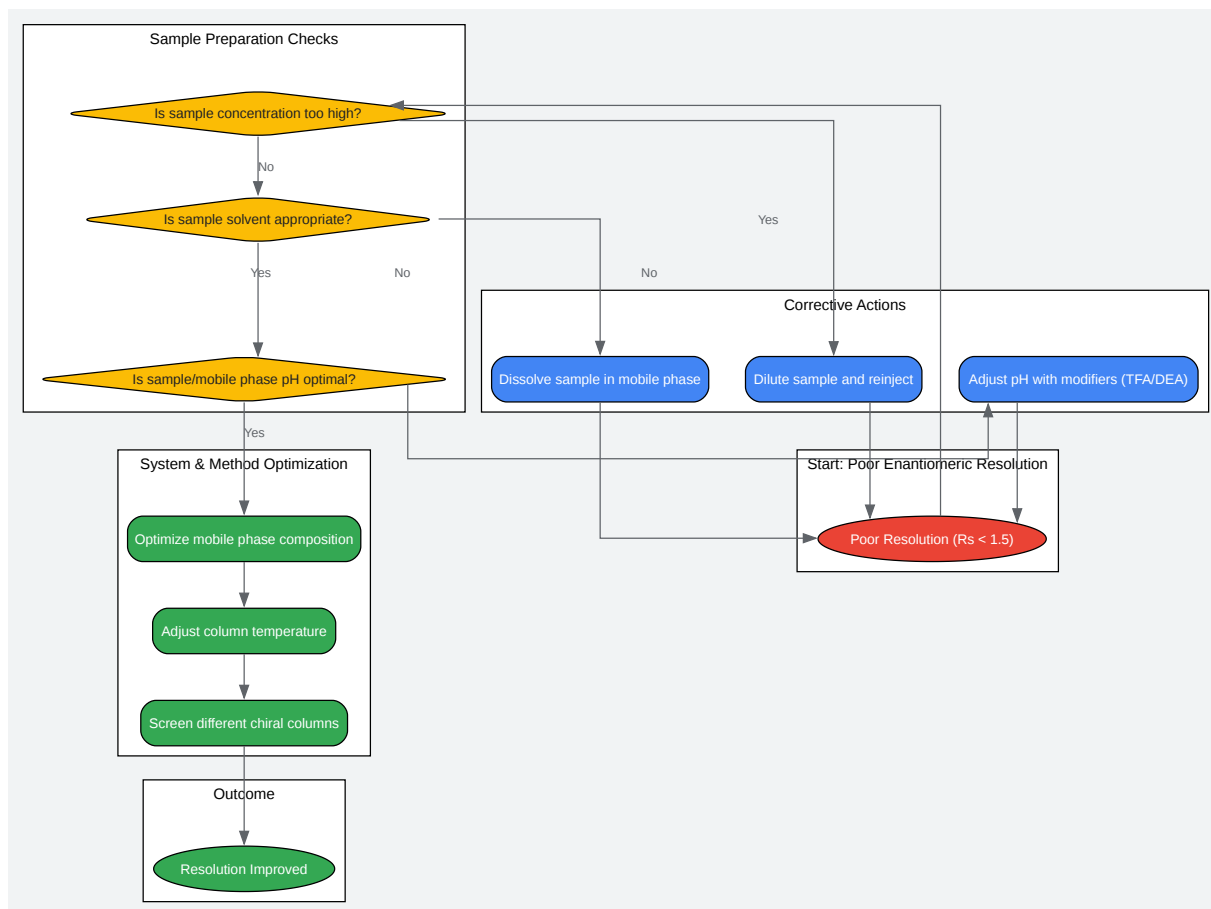 Sample Preparation Checks
Is sample concentration too high?
No
Is sample solvent appropriate?
Yes
Yes
No
No
Corrective Actions
Dissolve sample in mobile phase
Dilute sample and reinject
Adjust pH with modifiers (TFA/DEA)
Is sample/mobile phase pH optimal?
Yes
System & Method Optimization
Start: Poor Enantiomeric Resolution
Optimize mobile phase composition
Poor Resolution (Rs < 1.5)
Adjust column temperature
Screen different chiral columns
Outcome
Resolution Improved